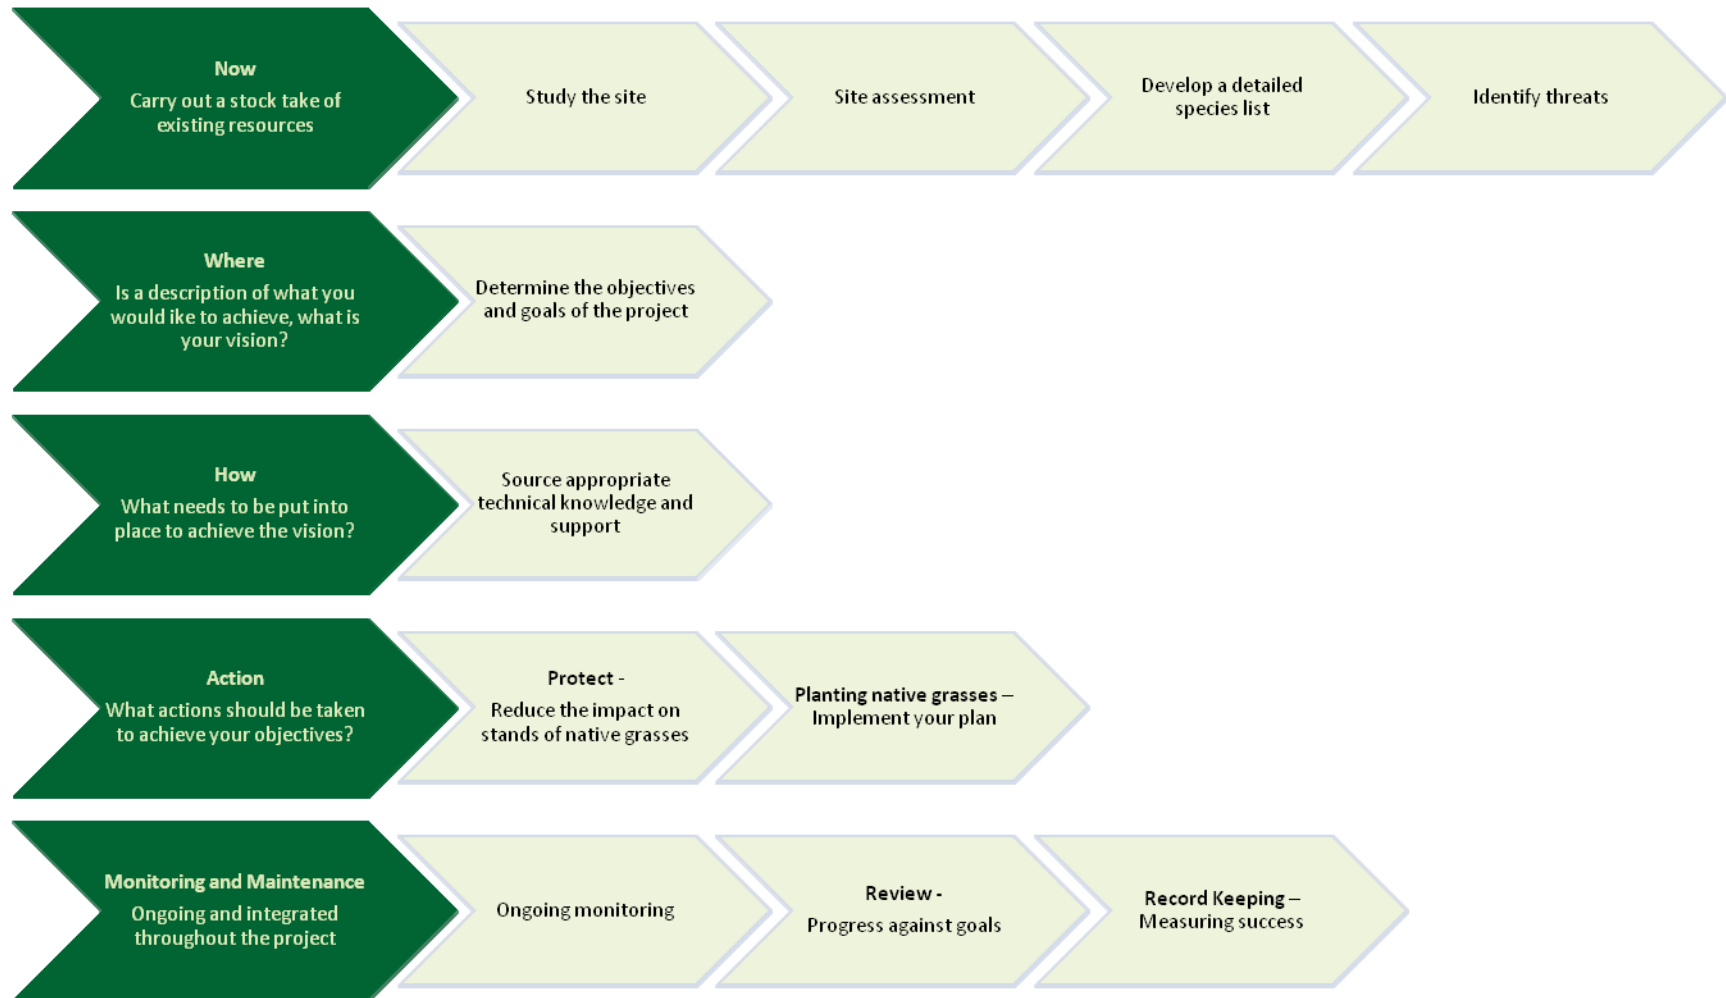 Now
Carry out a stock take of
existing resources
Study the site
Site assessment
Develop a detailed
species list
Identify threats
Where
Is a description of what you
would ike to achieve, what is
your vision?
Determine the objectives
and goals of the project
How
What needs to be put into
place to achieve the vision?
Source appropriate
technical knowledge and
support
Action
What actions should be taken
to achieve your objectives?
Protect -
Reduce the impact on
stands of native grasses
Planting native grasses –
Implement your plan
Monitoring and Maintenance
Ongoing and integrated
throughout the project
Ongoing monitoring
Review -
Progress against goals
Record Keeping –
Measuring success